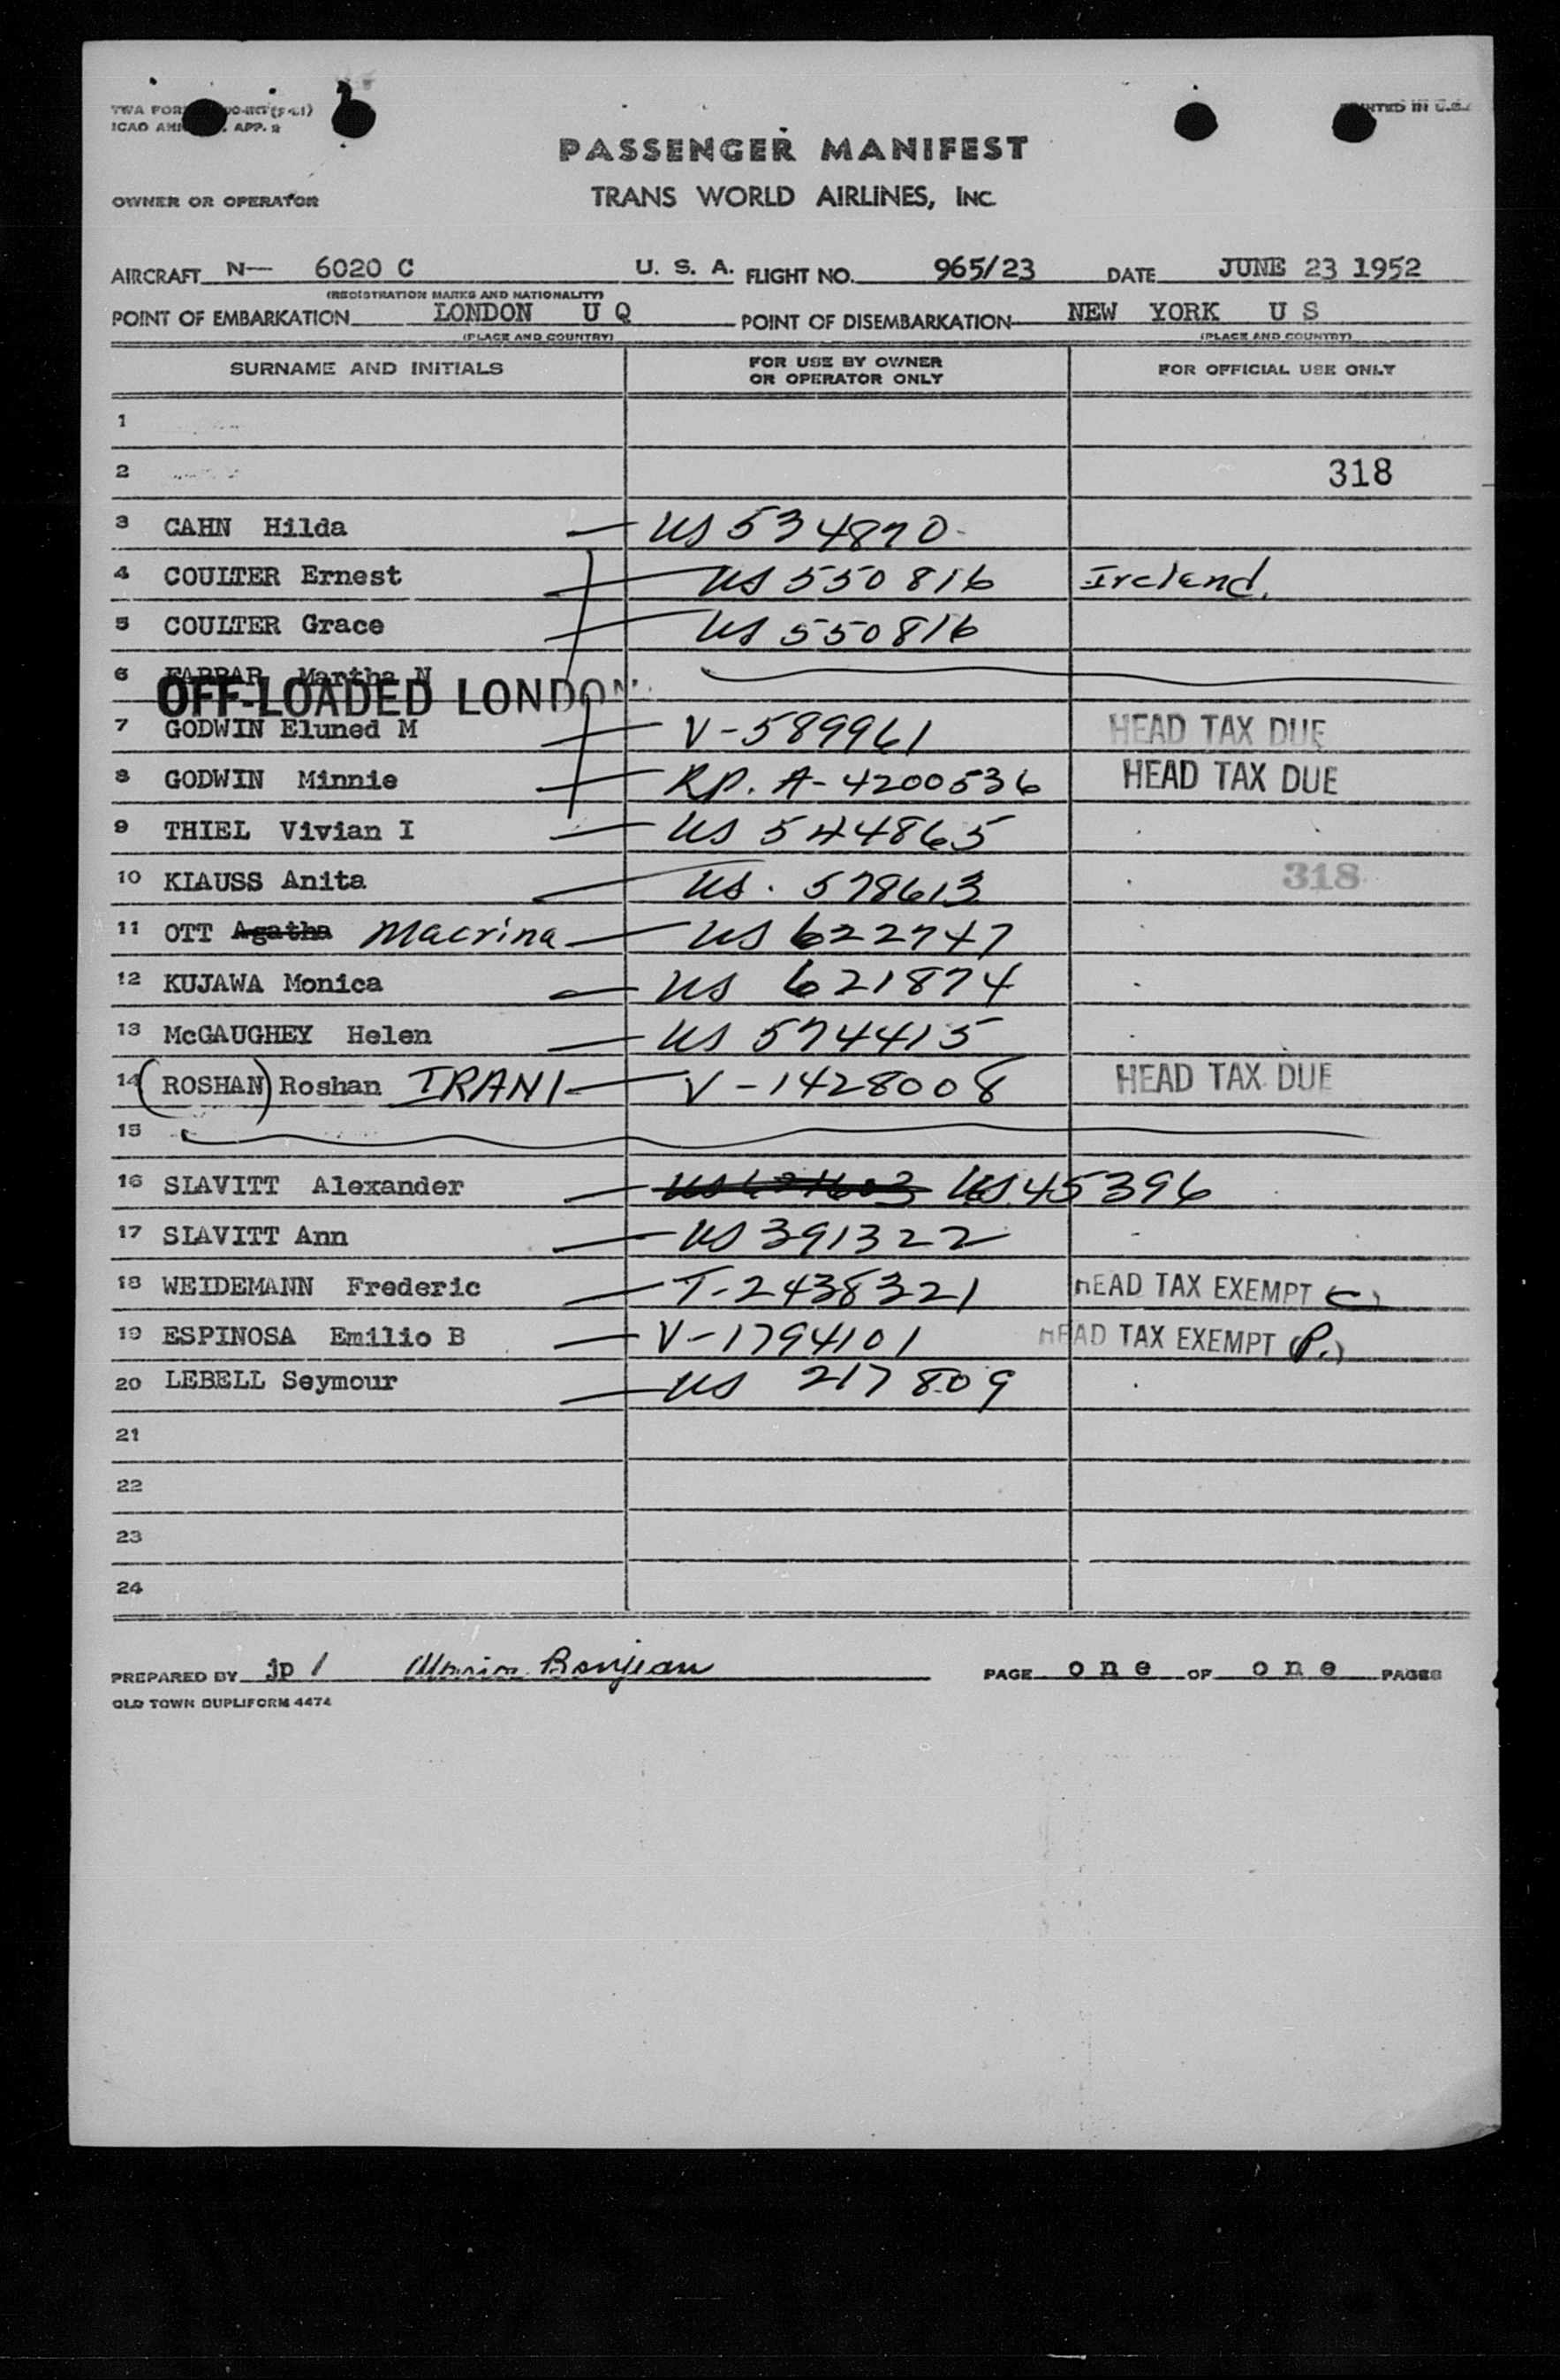 PASSENGER MANIFEST
TRANS WORLD AIRLINES, INC
OWNER OR OPERATOR
AIRCRAFT N— 6020 C U. S. A. FLIGHT NO. 965/23 DATE JUNE 23 1952
(REGISTRATION MARKS AND NATIONALITY)
POINT OF EMBARKATION LONDON U Q POINT OF DISEMBARKATION NEW YORK U S
(PLACE AND COUNTRY) (PLACE AND COUNTRY)
SURNAME AND INITIALS FOR USE BY OWNER OR OPERATOR ONLY FOR OFFICIAL USE ONLY
1
2 318
3 CAHN Hilda US 534870
4 COULTER Ernest US 550816 Ireland.
5 COULTER Grace US 550816
6 FARRAR Martha N
OFF-LOADED LONDON
7 GODWIN Eluned M V-589961 HEAD TAX DUE
8 GODWIN Minnie RP. A-4200536 HEAD TAX DUE
9 THIEL Vivian I US 544865
10 KLAUSS Anita US. 578613 318
11 OTT Agatha Macrina US 622747
12 KUJAWA Monica US 621874
13 McGAUGHEY Helen US 574415
14 (ROSHAN) Roshan IRANI V-1428008 HEAD TAX DUE
15
16 SLAVITT Alexander US 45396
17 SLAVITT Ann US 391322
18 WEIDEMANN Frederic T-2438321 HEAD TAX EXEMPT
19 ESPINOSA Emilio B V-1794101 HEAD TAX EXEMPT (P.)
20 LEBELL Seymour US 217809
21
22
23
24
PREPARED BY jp / Bonjean PAGE one OF one PAGES
OLD TOWN DUPLIFORM 4474